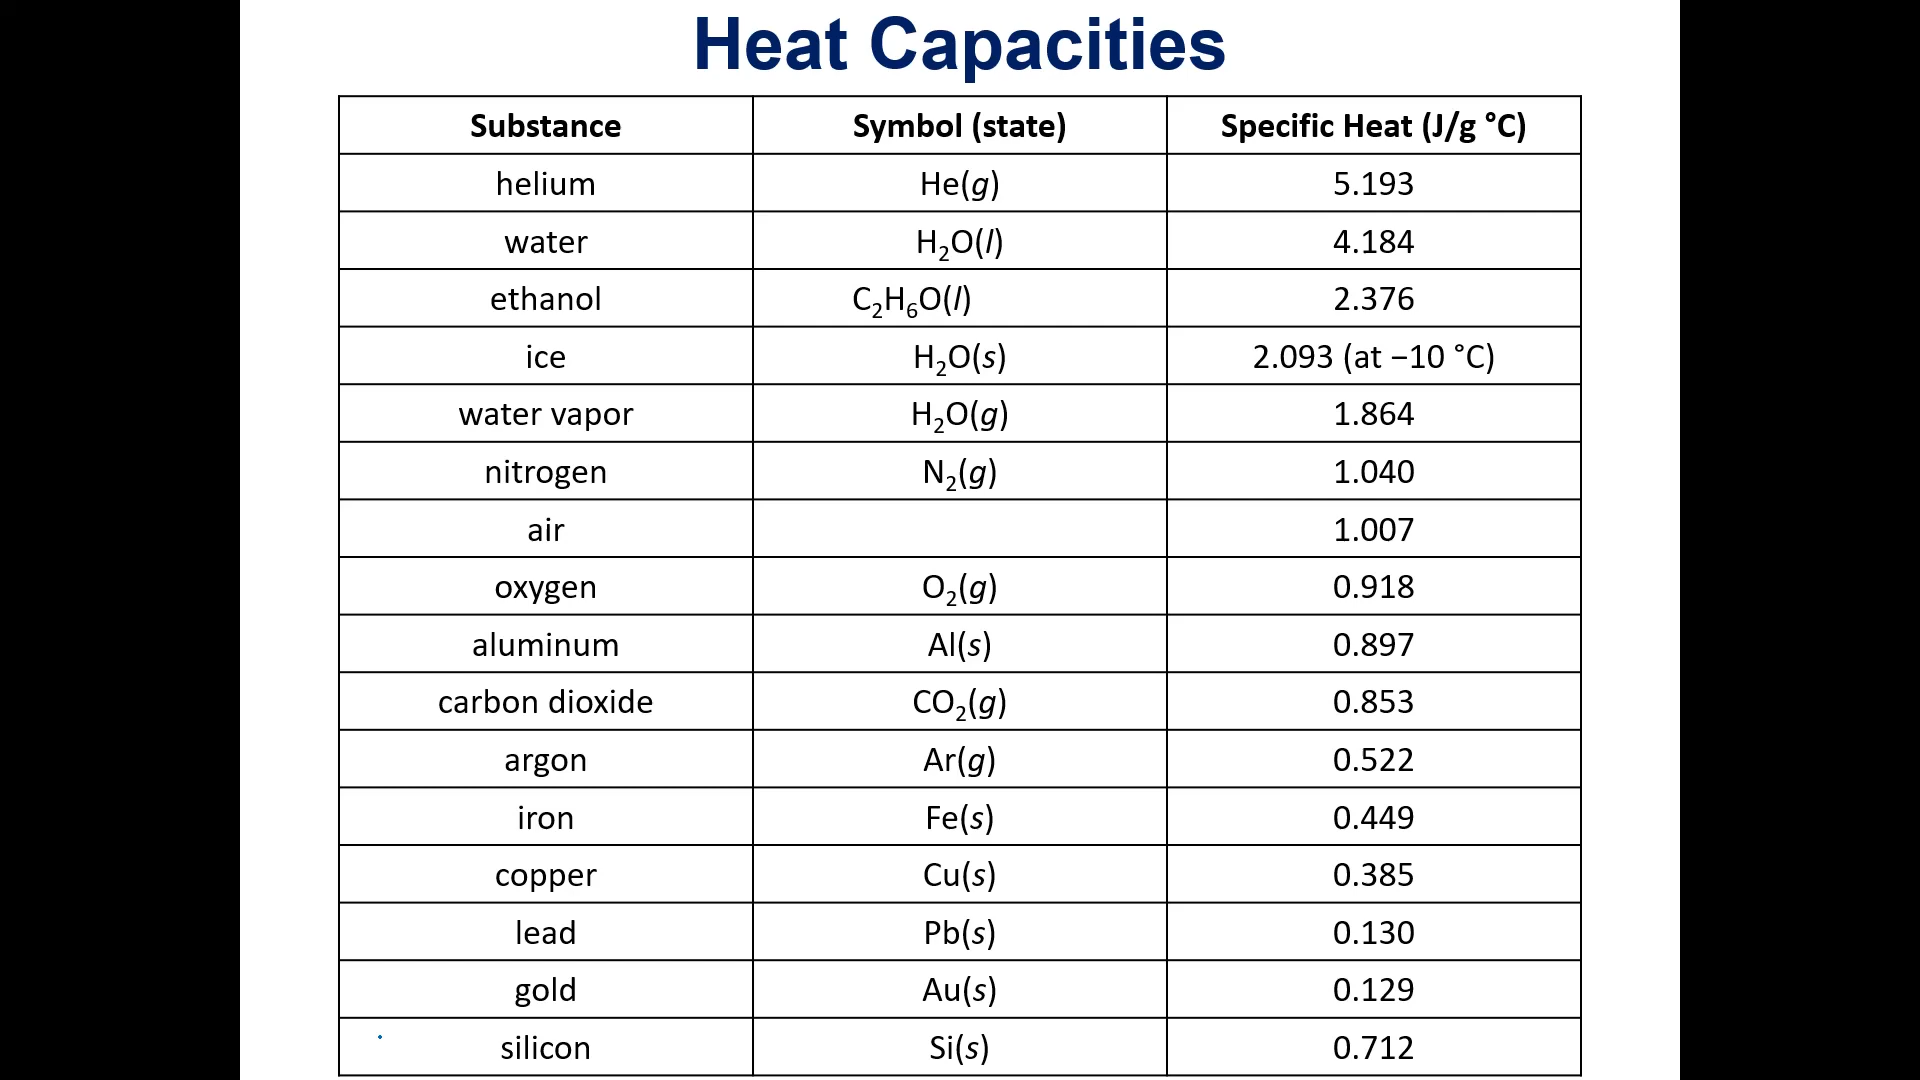 Heat Capacities
Substance Symbol (state) Specific Heat (J/g °C)
helium He(g) 5.193
water H₂O(l) 4.184
ethanol C₂H₆O(l) 2.376
ice H₂O(s) 2.093 (at −10 °C)
water vapor H₂O(g) 1.864
nitrogen N₂(g) 1.040
air 1.007
oxygen O₂(g) 0.918
aluminum Al(s) 0.897
carbon dioxide CO₂(g) 0.853
argon Ar(g) 0.522
iron Fe(s) 0.449
copper Cu(s) 0.385
lead Pb(s) 0.130
gold Au(s) 0.129
silicon Si(s) 0.712